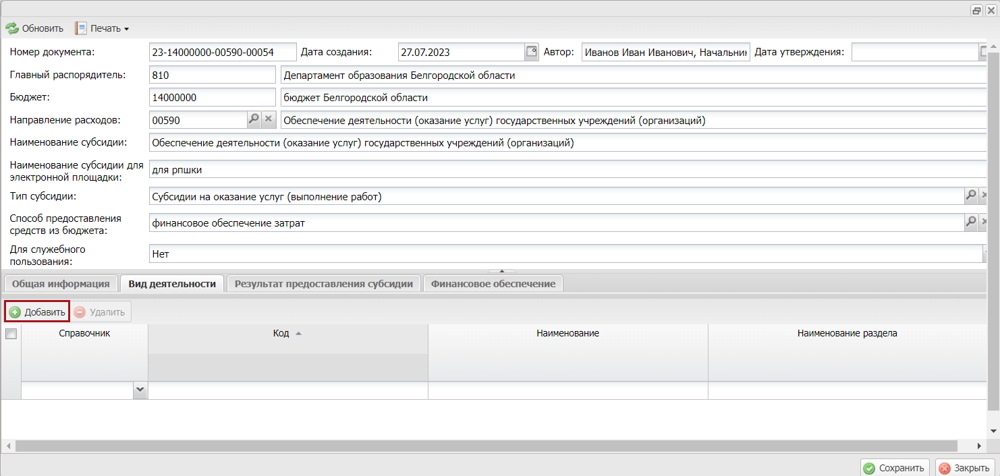 Обновить Печать
Номер документа: 23-14000000-00590-00054 Дата создания: 27.07.2023 Автор: Иванов Иван Иванович, Начальник Дата утверждения:
Главный распорядитель: 810 Департамент образования Белгородской области
Бюджет: 14000000 бюджет Белгородской области
Направление расходов: 00590 Обеспечение деятельности (оказание услуг) государственных учреждений (организаций)
Наименование субсидии: Обеспечение деятельности (оказание услуг) государственных учреждений (организаций)
Наименование субсидии для
электронной площадки: для рпшки
Тип субсидии: Субсидии на оказание услуг (выполнение работ)
Способ предоставления
средств из бюджета: финансовое обеспечение затрат
Для служебного
пользования: Нет
Общая информация Вид деятельности Результат предоставления субсидии Финансовое обеспечение
Добавить Удалить
Справочник Код Наименование Наименование раздела
Сохранить Закрыть